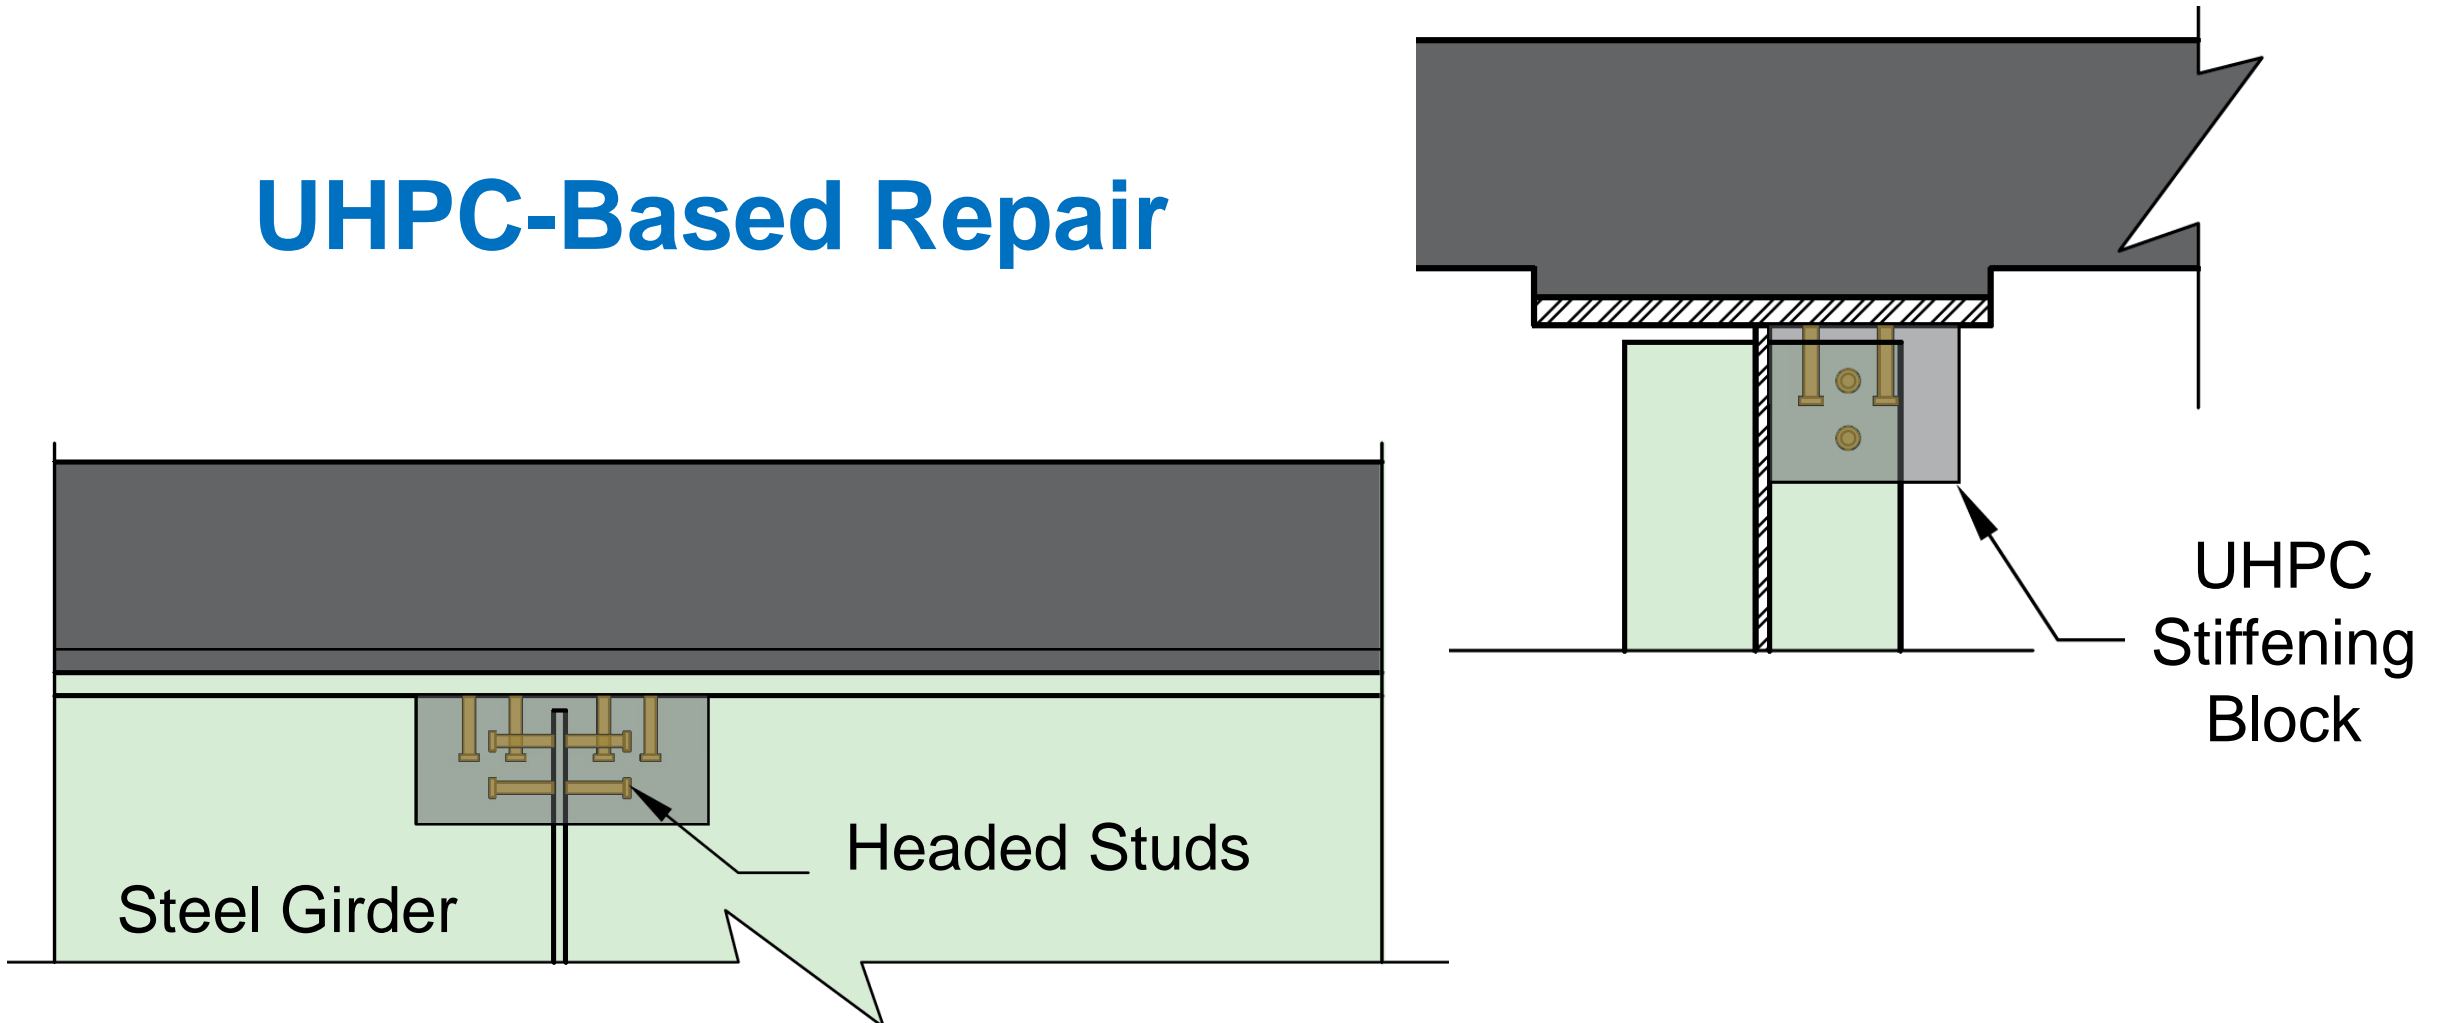 UHPC-Based Repair
UHPC
Stiffening
Block
Headed Studs
Steel Girder